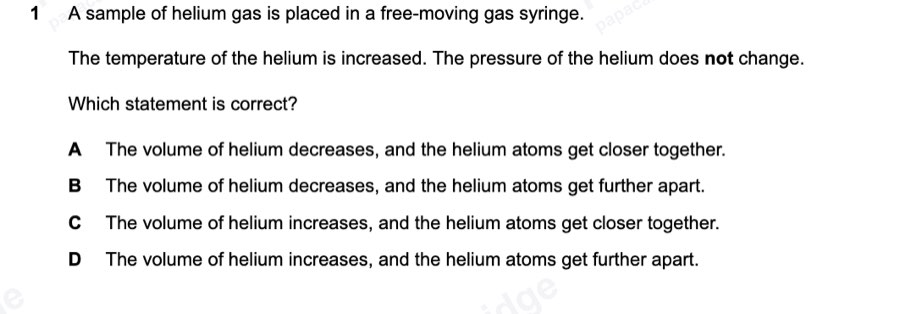 1 A sample of helium gas is placed in a free-moving gas syringe.
The temperature of the helium is increased. The pressure of the helium does not change.
Which statement is correct?
A The volume of helium decreases, and the helium atoms get closer together.
B The volume of helium decreases, and the helium atoms get further apart.
C The volume of helium increases, and the helium atoms get closer together.
D The volume of helium increases, and the helium atoms get further apart.